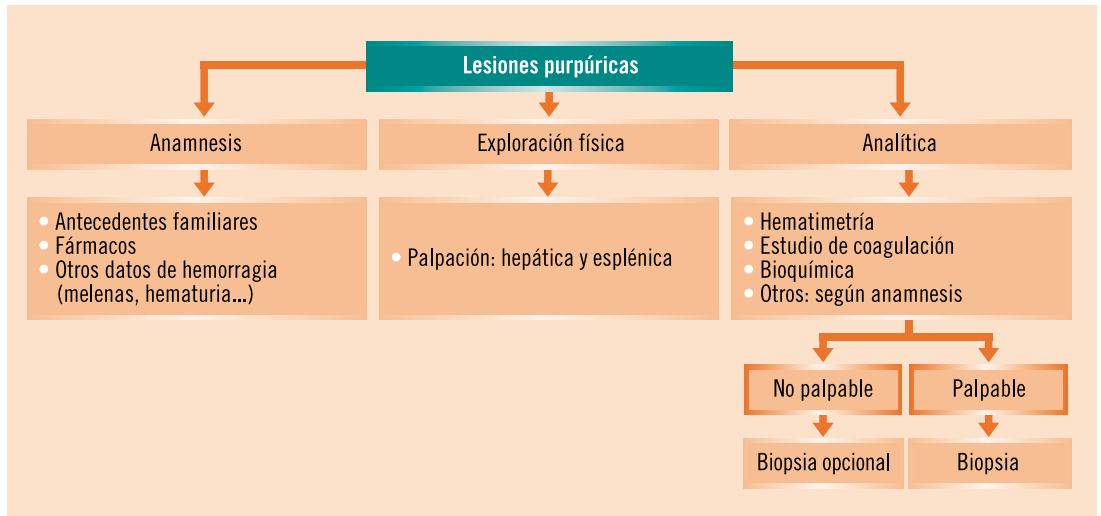 Lesiones purpúricas
Anamnesis
Exploración física
Analítica
• Antecedentes familiares
• Fármacos
• Otros datos de hemorragia
(melenas, hematuria...)
• Palpación: hepática y esplénica
• Hematimetría
• Estudio de coagulación
• Bioquímica
• Otros: según anamnesis
No palpable
Palpable
Biopsia opcional
Biopsia